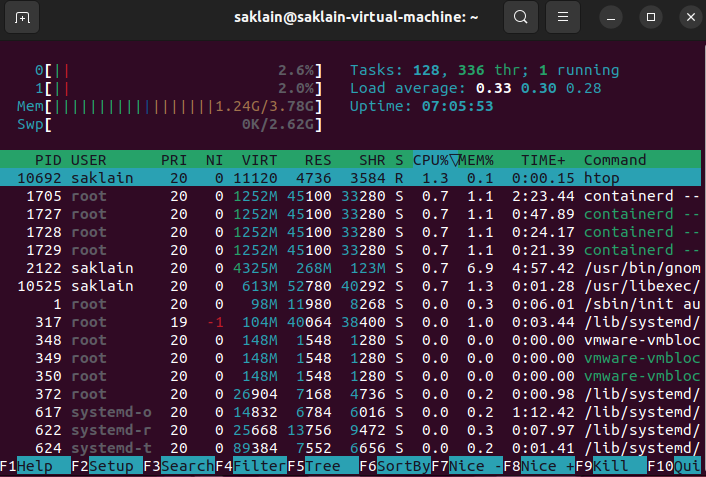 saklain@saklain-virtual-machine: ~
0[|| 2.6%] Tasks: 128, 336 thr; 1 running
1[|| 2.0%] Load average: 0.33 0.30 0.28
Mem[||||||||||||||||||1.24G/3.78G] Uptime: 07:05:53
Swp[ 0K/2.62G]
PID USER PRI NI VIRT RES SHR S CPU%▽MEM% TIME+ Command
10692 saklain 20 0 11120 4736 3584 R 1.3 0.1 0:00.15 htop
1705 root 20 0 1252M 45100 33280 S 0.7 1.1 2:23.44 containerd --
1727 root 20 0 1252M 45100 33280 S 0.7 1.1 0:47.89 containerd --
1728 root 20 0 1252M 45100 33280 S 0.7 1.1 0:24.17 containerd --
1729 root 20 0 1252M 45100 33280 S 0.7 1.1 0:21.39 containerd --
2122 saklain 20 0 4325M 268M 123M S 0.7 6.9 4:57.42 /usr/bin/gnom
10525 saklain 20 0 613M 52780 40292 S 0.7 1.3 0:01.28 /usr/libexec/
1 root 20 0 98M 11980 8268 S 0.0 0.3 0:06.01 /sbin/init au
317 root 19 -1 104M 40064 38400 S 0.0 1.0 0:03.44 /lib/systemd/
348 root 20 0 148M 1548 1280 S 0.0 0.0 0:00.00 vmware-vmbloc
349 root 20 0 148M 1548 1280 S 0.0 0.0 0:00.00 vmware-vmbloc
350 root 20 0 148M 1548 1280 S 0.0 0.0 0:00.00 vmware-vmbloc
372 root 20 0 26904 7168 4736 S 0.0 0.2 0:00.98 /lib/systemd/
617 systemd-o 20 0 14832 6784 6016 S 0.0 0.2 1:12.42 /lib/systemd/
622 systemd-r 20 0 25668 13756 9472 S 0.0 0.3 0:07.97 /lib/systemd/
624 systemd-t 20 0 89384 7552 6656 S 0.0 0.2 0:01.41 /lib/systemd/
F1Help F2Setup F3SearchF4FilterF5Tree F6SortByF7Nice -F8Nice +F9Kill F10Qui